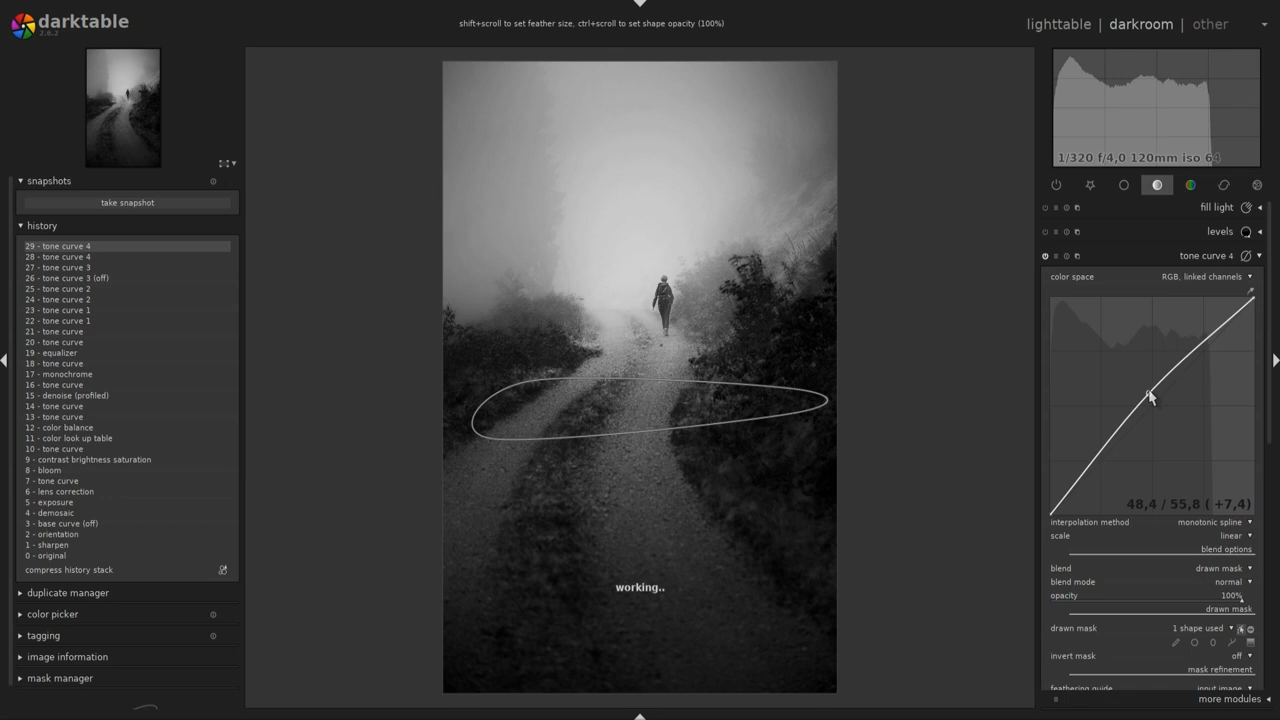 darktable
2.6.2
shift+scroll to set feather size, ctrl+scroll to set shape opacity (100%)
lighttable | darkroom | other
snapshots
take snapshot
history
29 - tone curve 4
28 - tone curve 4
27 - tone curve 3
26 - tone curve 3 (off)
25 - tone curve 2
24 - tone curve 2
23 - tone curve 1
22 - tone curve 1
21 - tone curve
20 - tone curve
19 - equalizer
18 - tone curve
17 - monochrome
16 - tone curve
15 - denoise (profiled)
14 - tone curve
13 - tone curve
12 - color balance
11 - color look up table
10 - tone curve
9 - contrast brightness saturation
8 - bloom
7 - tone curve
6 - lens correction
5 - exposure
4 - demosaic
3 - base curve (off)
2 - orientation
1 - sharpen
0 - original
compress history stack
duplicate manager
color picker
tagging
image information
mask manager
working..
1/320 f/4,0 120mm iso 64
fill light
levels
tone curve 4
color space RGB, linked channels
48,4 / 55,8 ( +7,4)
interpolation method monotonic spline
scale linear
blend options
blend drawn mask
blend mode normal
opacity 100%
drawn mask
drawn mask 1 shape used
invert mask off
mask refinement
feathering guide input image
more modules